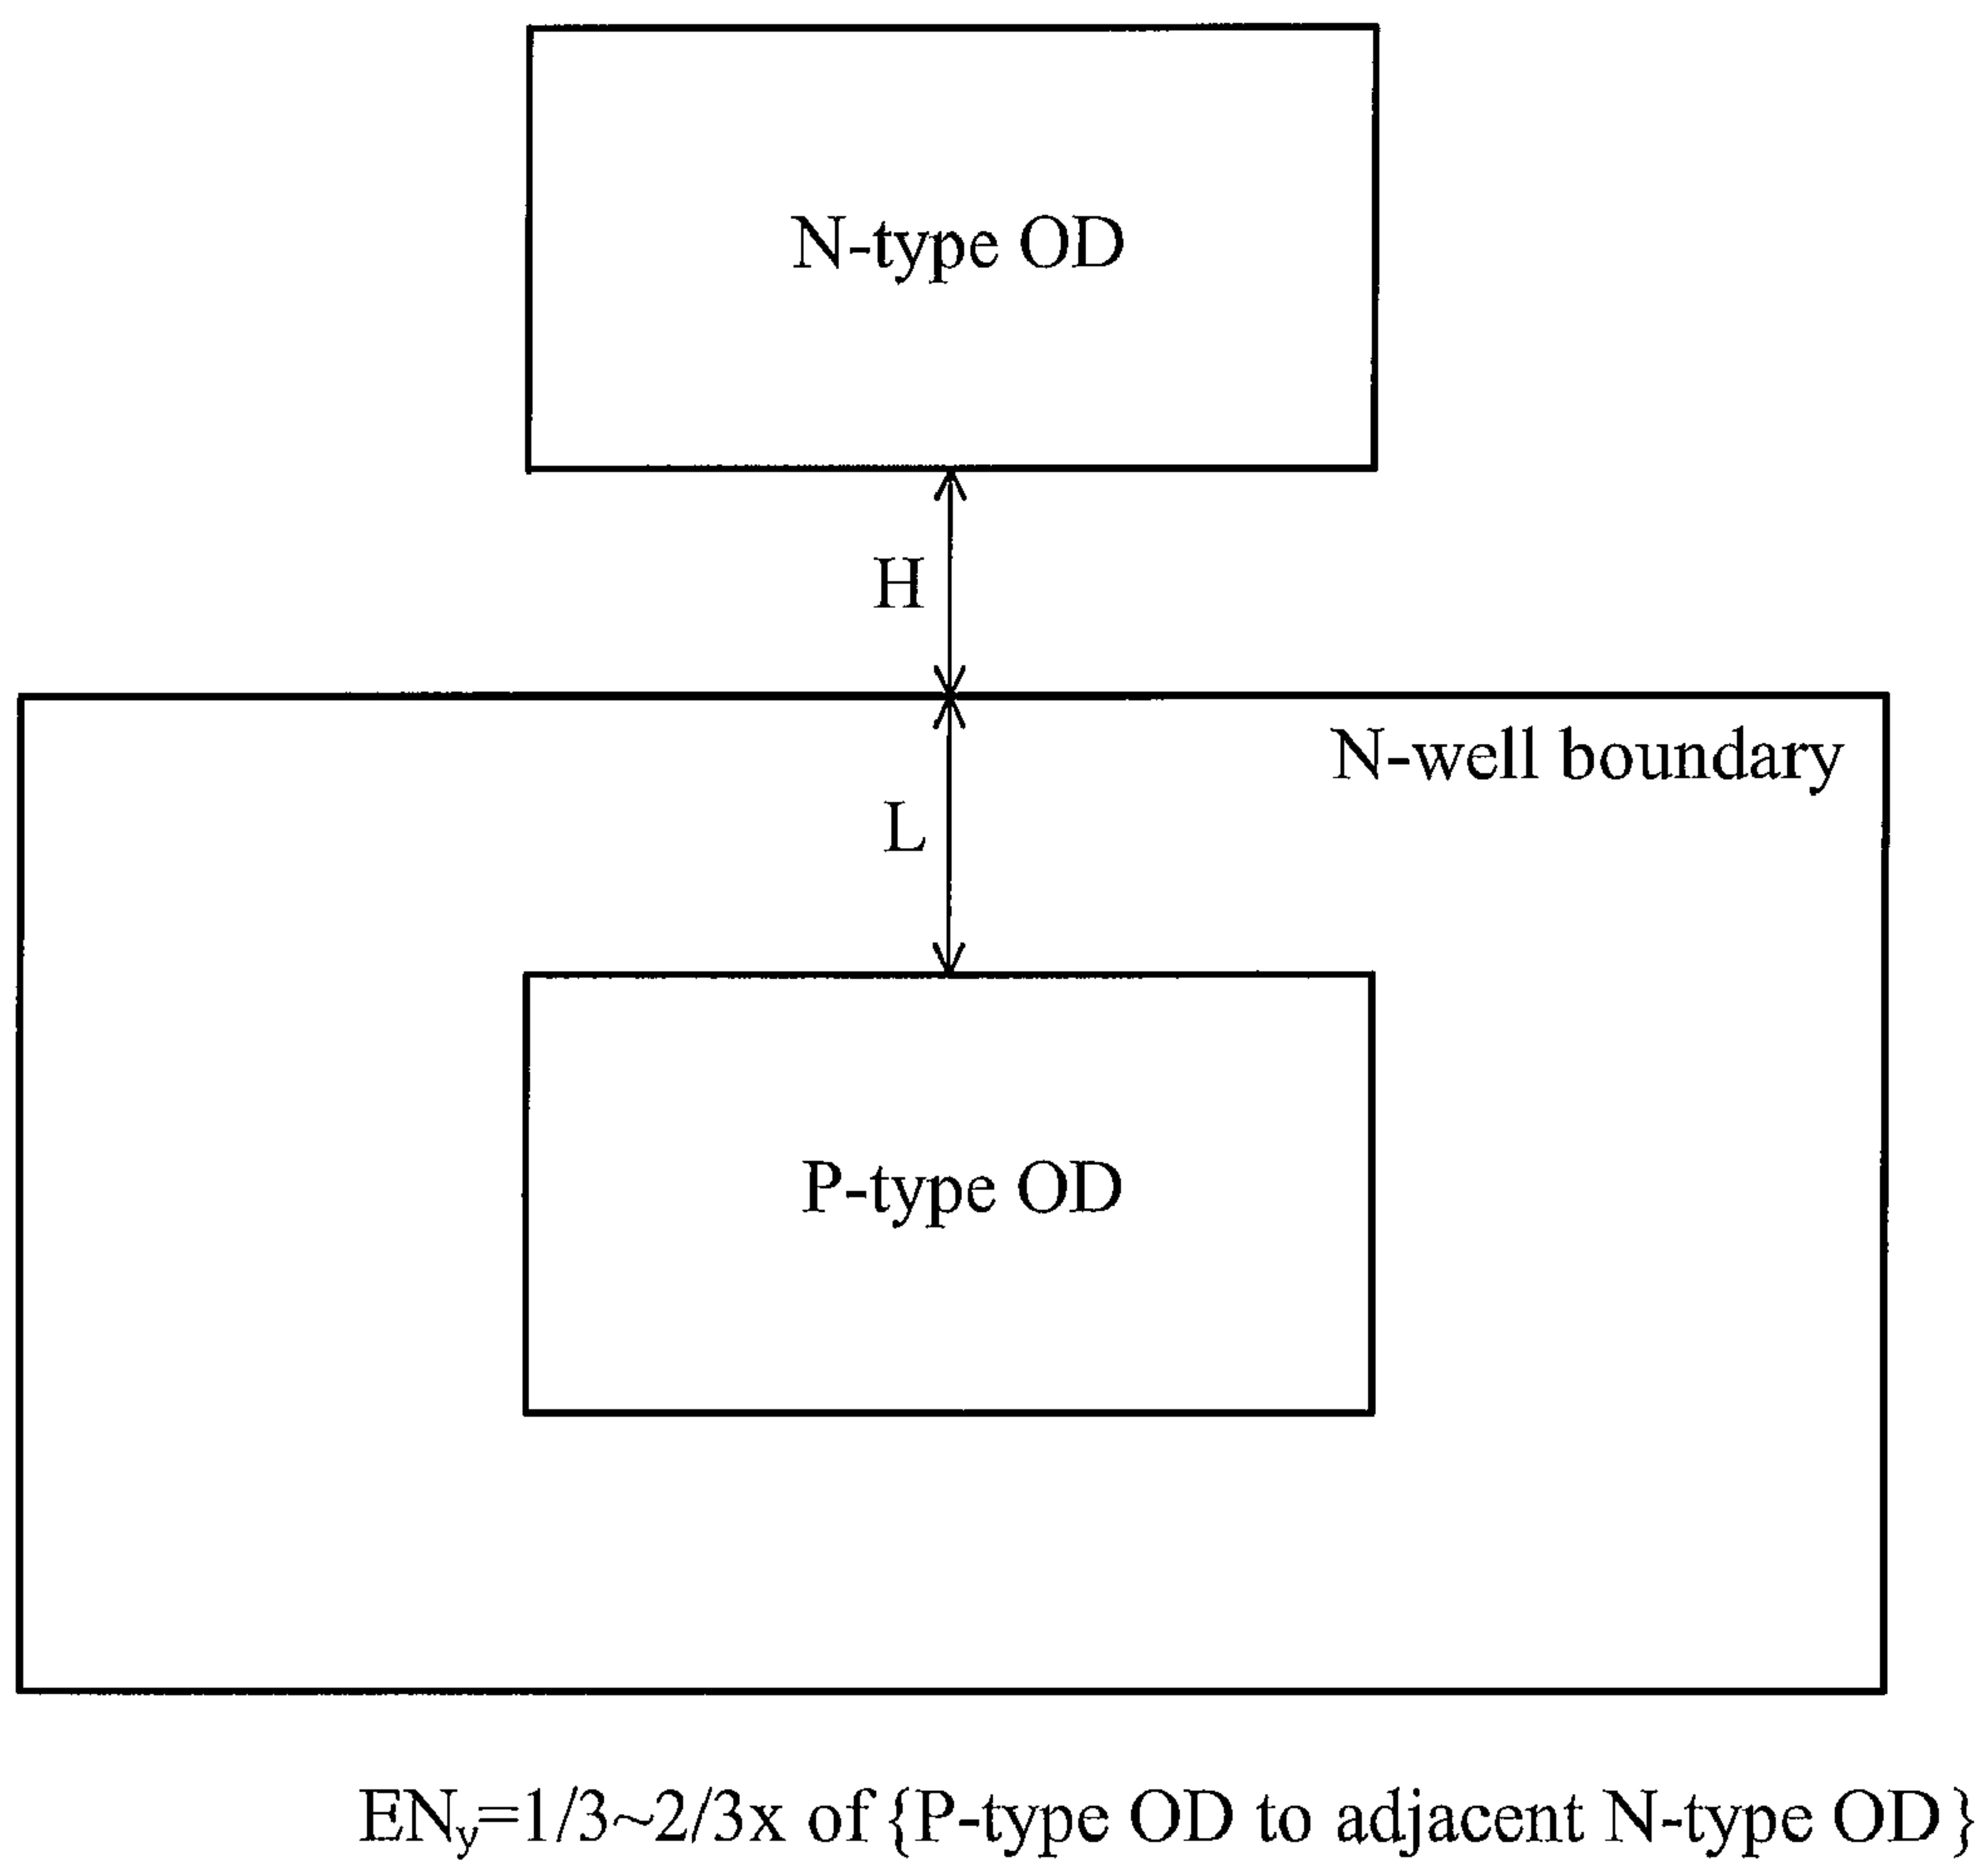 N-type OD
H
N-well boundary
L
P-type OD
ENy=1/3~2/3x of {P-type OD to adjacent N-type OD}